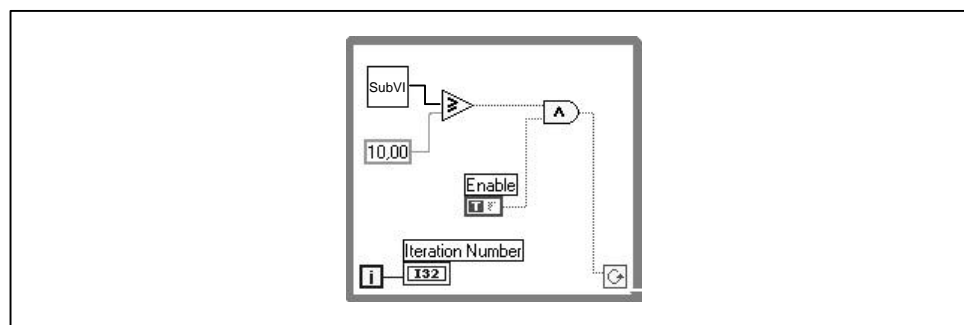 SubVI
10,00
Enable
T F
Iteration Number
i
I32